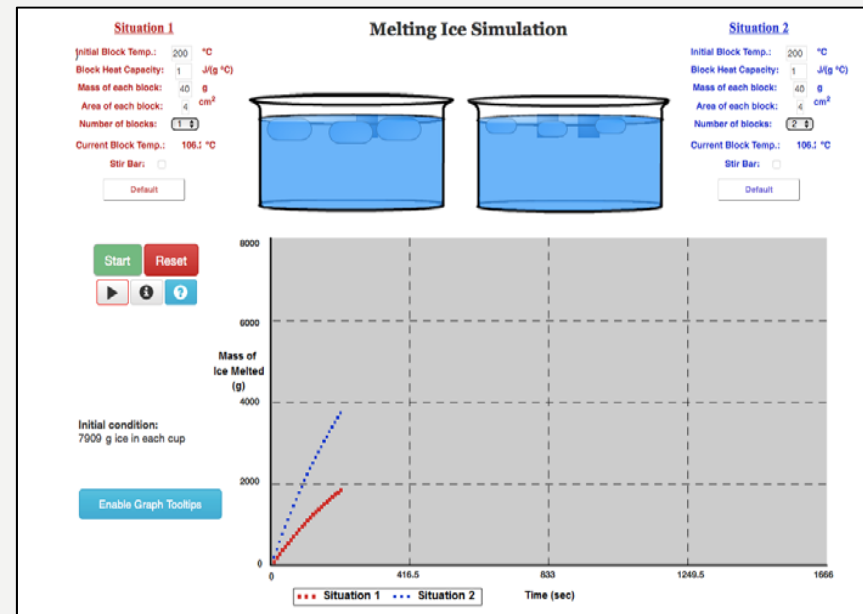 Melting Ice Simulation
Situation 1
Initial Block Temp.: 200 °C
Block Heat Capacity: 1 J/(g °C)
Mass of each block: 40 g
Area of each block: 4 cm²
Number of blocks: 1
Current Block Temp.: 106.: °C
Stir Bar:
Default
Situation 2
Initial Block Temp.: 200 °C
Block Heat Capacity: 1 J/(g °C)
Mass of each block: 40 g
Area of each block: 4 cm²
Number of blocks: 2
Current Block Temp.: 106.: °C
Stir Bar:
Default
Start Reset
Initial condition:
7909 g ice in each cup
Enable Graph Tooltips
Mass of
Ice Melted
(g)
8000
6000
4000
2000
0
0 416.5 833 1249.5 1666
Situation 1 Situation 2 Time (sec)